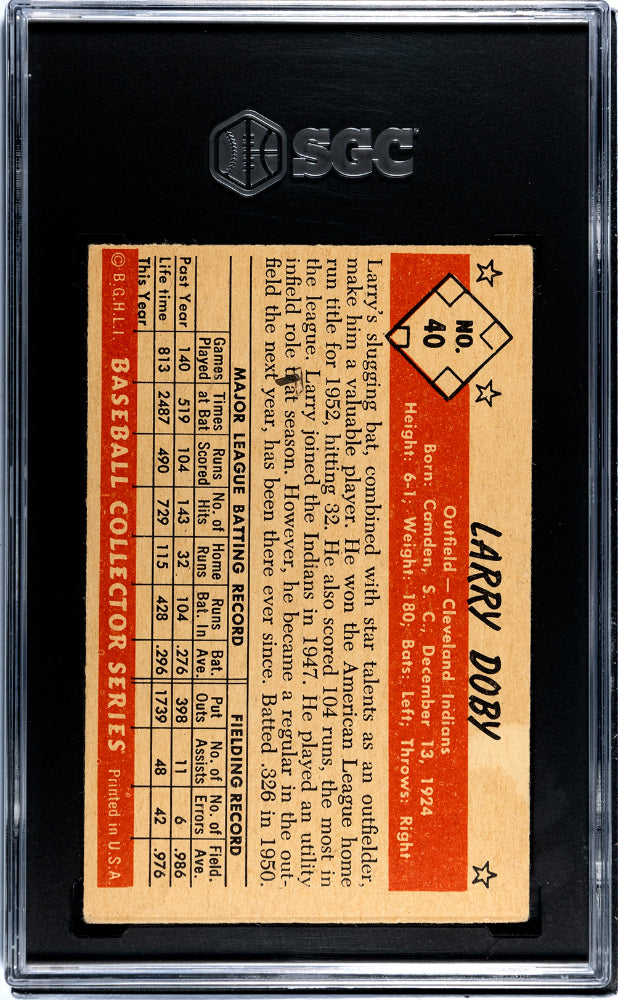 SGC
NO.
40
LARRY DOBY
Outfield — Cleveland Indians
Born: Camden, S. C., December 13, 1924
Height: 6-1; Weight: 180; Bats: Left; Throws: Right
Larry's slugging bat, combined with star talents as an outfielder,
make him a valuable player. He won the American League home
run title for 1952, hitting 32. He also scored 104 runs, the most in
the league. Larry joined the Indians in 1947. He played an utility
infield role that season. However, he became a regular in the out-
field the next year, has been there ever since. Batted .326 in 1950.
MAJOR LEAGUE BATTING RECORD FIELDING RECORD
Games Times Runs No. of Home Runs Bat. Put No. of No. of Field.
Played at Bat Scored Hits Runs Bat. In Ave. Outs Assists Errors Ave.
Past Year 140 519 104 143 32 104 .276 398 11 6 .986
Life time 813 2487 490 729 115 428 .296 1739 48 42 .976
This Year
© B.G.H.L.I. BASEBALL COLLECTOR SERIES Printed in U.S.A.